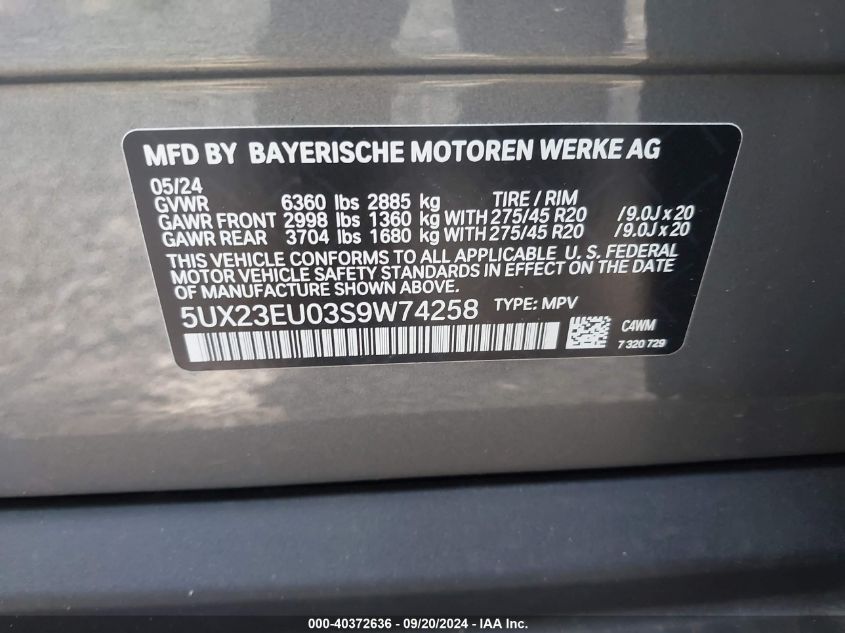 MFD BY BAYERISCHE MOTOREN WERKE AG
05/24
GVWR 6360 lbs 2885 kg TIRE / RIM
GAWR FRONT 2998 lbs 1360 kg WITH 275/45 R20 /9.0J x 20
GAWR REAR 3704 lbs 1680 kg WITH 275/45 R20 /9.0J x 20
THIS VEHICLE CONFORMS TO ALL APPLICABLE U. S. FEDERAL
MOTOR VEHICLE SAFETY STANDARDS IN EFFECT ON THE DATE
OF MANUFACTURE SHOWN ABOVE.
5UX23EU03S9W74258 TYPE: MPV
C4WM
7 320 729
000-40372636 - 09/20/2024 - IAA Inc.